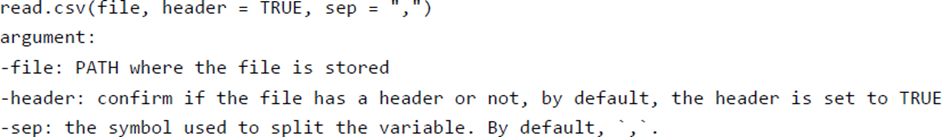 read.csv(file, header = TRUE, sep = ",")
argument:
-file: PATH where the file is stored
-header: confirm if the file has a header or not, by default, the header is set to TRUE
-sep: the symbol used to split the variable. By default, `,`.